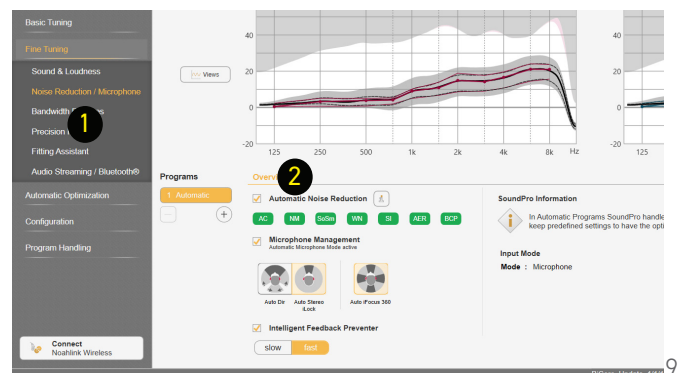 Basic Tuning
Fine Tuning
Sound & Loudness
Noise Reduction / Microphone
Bandwidth
1
Precision
Fitting Assistant
Audio Streaming / Bluetooth®
Automatic Optimization
Configuration
Program Handling
Connect
Noahlink Wireless
Views
40
20
0
-20
125 250 500 1k 2k 4k 8k Hz
40
20
0
-20
125
Programs
1 Automatic
2
Automatic Noise Reduction
AC NM SoSm WN SI AER BCP
Microphone Management
Automatic Microphone Mode active
Auto Dir Auto Stereo Auto iFocus 360
iLock
Intelligent Feedback Preventer
slow fast
SoundPro Information
In Automatic Programs SoundPro handle
keep predefined settings to have the opti
Input Mode
Mode : Microphone
9